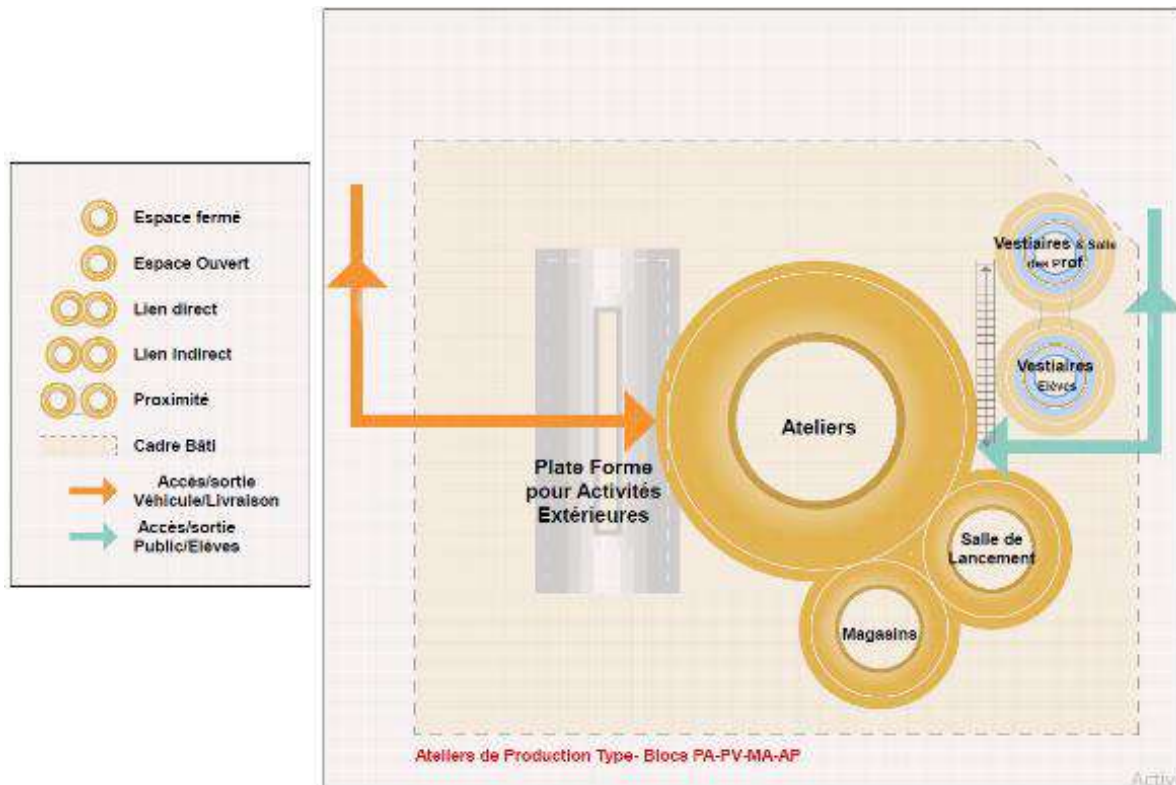 Espace fermé
Espace Ouvert
Lien direct
Lien Indirect
Proximité
Cadre Bâti
Accès/sortie
Véhicule/Livraison
Accès/sortie
Public/Elèves
Vestiaires & Salle
des Prof
Vestiaires
Elèves
Ateliers
Plate Forme
pour Activités
Extérieures
Salle de
Lancement
Magasins
Ateliers de Production Type- Blocs PA-PV-MA-AP
Activ